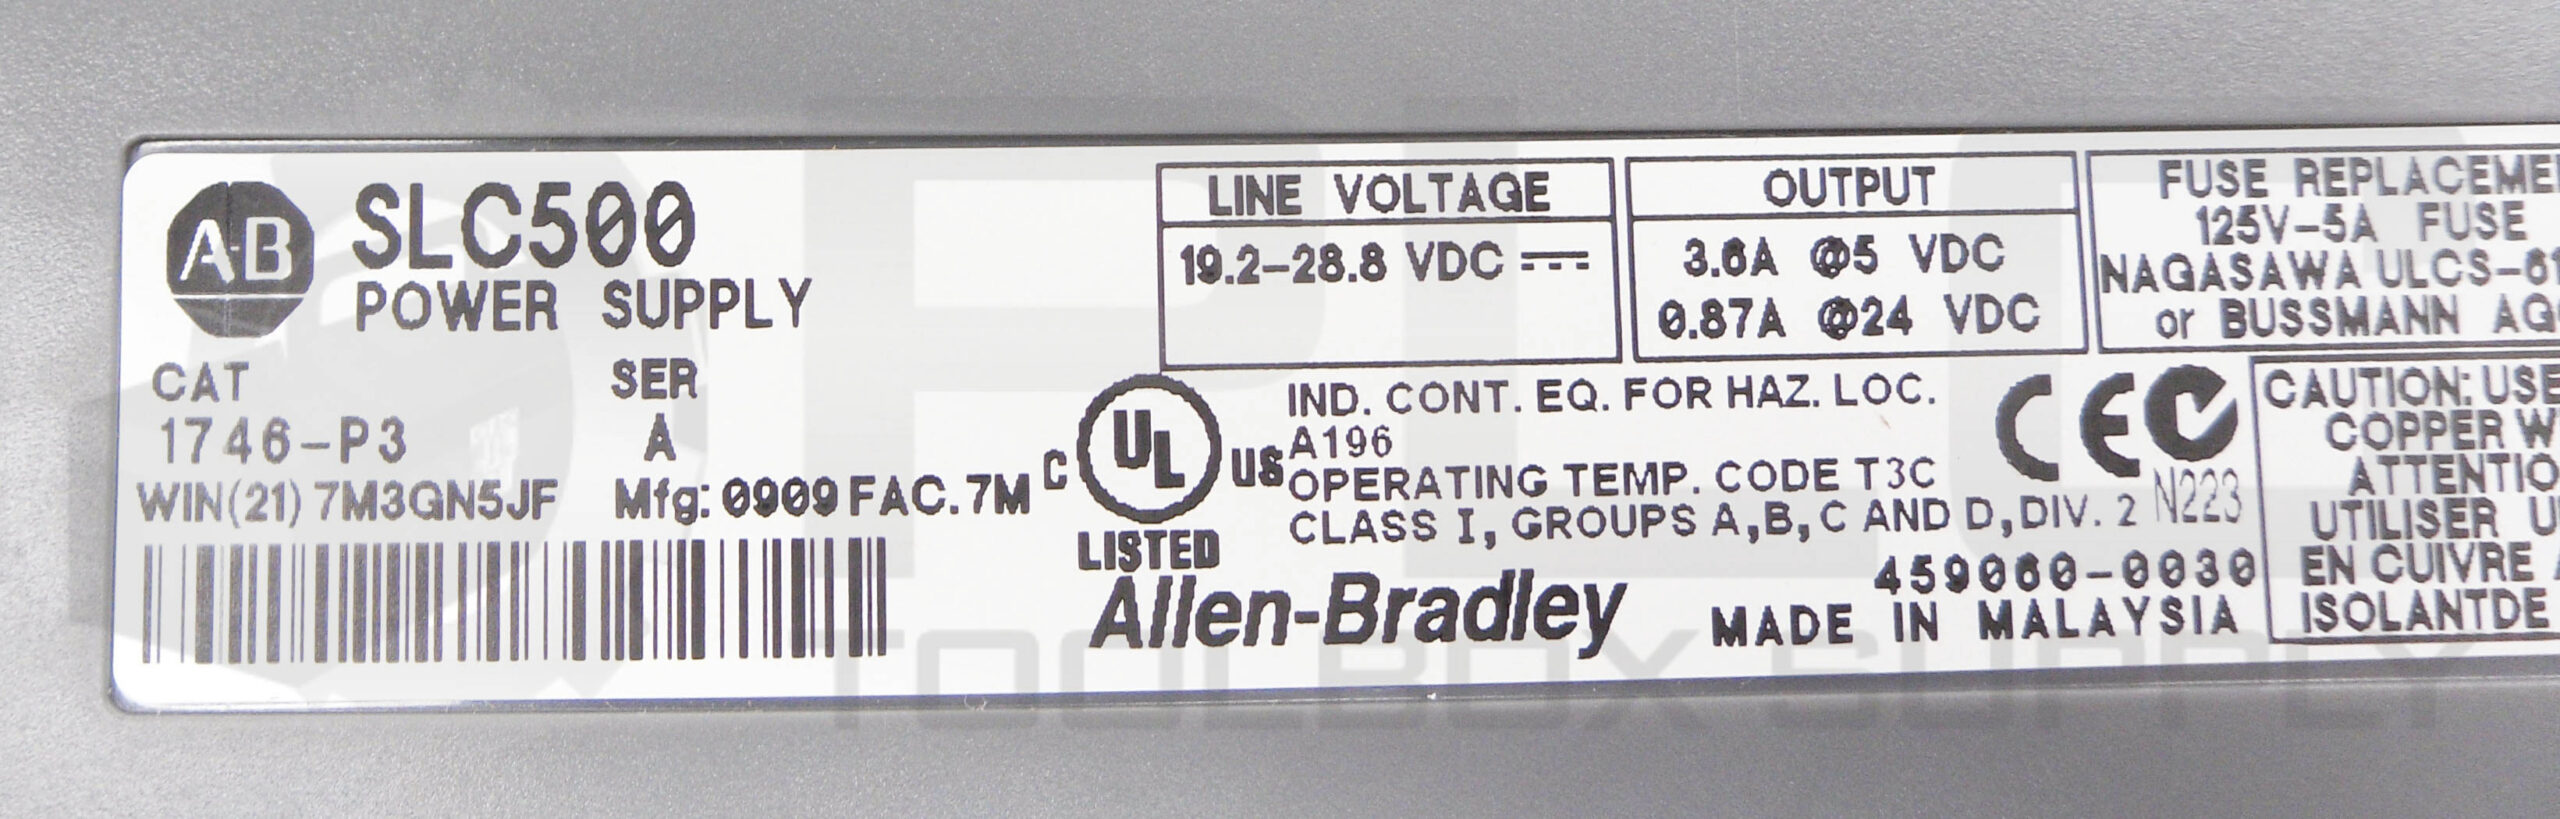 A-B
SLC500
POWER SUPPLY
CAT
1746-P3
SER
A
WIN(21) 7M3GN5JF Mfg: 0909 FAC. 7M
LINE VOLTAGE
19.2-28.8 VDC
OUTPUT
3.6A @5 VDC
0.87A @24 VDC
FUSE REPLACEME
125V-5A FUSE
NAGASAWA ULCS-61
or BUSSMANN AGC
C UL US
LISTED
IND. CONT. EQ. FOR HAZ. LOC.
A196
OPERATING TEMP. CODE T3C
CLASS I, GROUPS A, B, C AND D, DIV. 2
CE
N223
Allen-Bradley
459060-0030
MADE IN MALAYSIA
CAUTION: USE
COPPER W
ATTENTIO
UTILISER U
EN CUIVRE A
ISOLANTDE
PLC
TOOLBOX SUPPLY